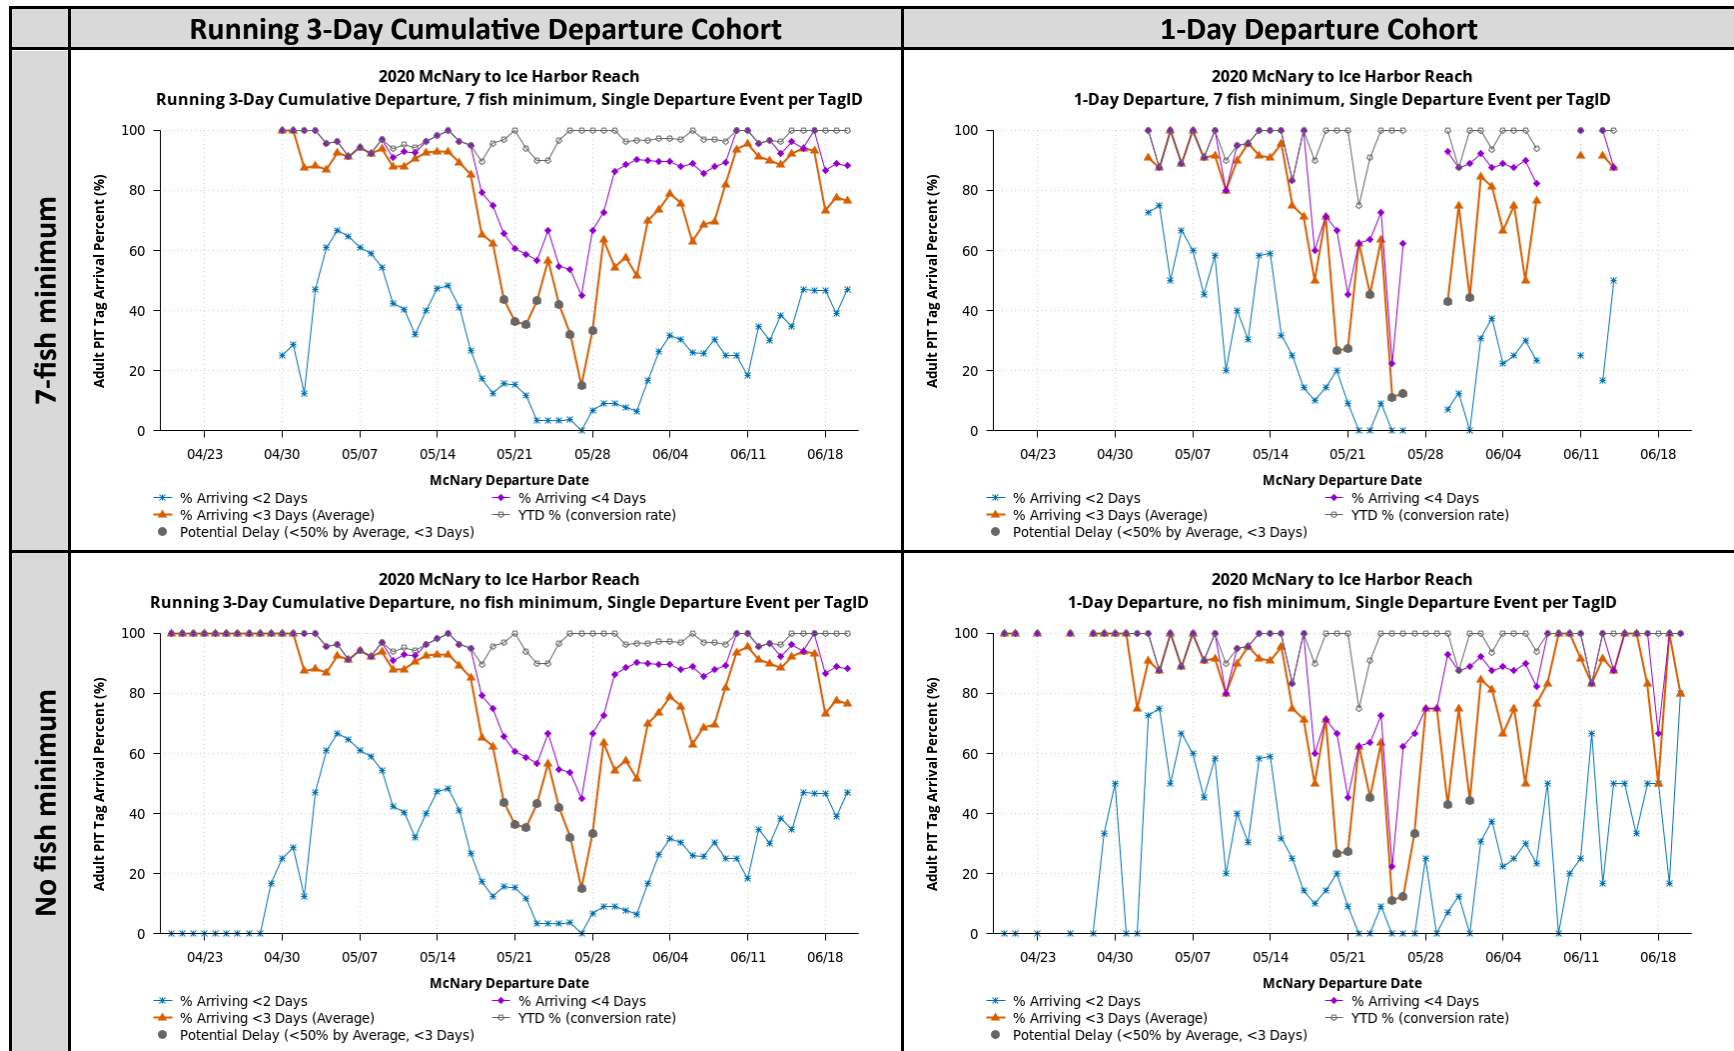 Running 3-Day Cumulative Departure Cohort
1-Day Departure Cohort
7-fish minimum
2020 McNary to Ice Harbor Reach
Running 3-Day Cumulative Departure, 7 fish minimum, Single Departure Event per TagID
Adult PIT Tag Arrival Percent (%)
100
80
60
40
20
0
04/23 04/30 05/07 05/14 05/21 05/28 06/04 06/11 06/18
McNary Departure Date
% Arriving <2 Days
% Arriving <4 Days
% Arriving <3 Days (Average)
YTD % (conversion rate)
Potential Delay (<50% by Average, <3 Days)
2020 McNary to Ice Harbor Reach
1-Day Departure, 7 fish minimum, Single Departure Event per TagID
Adult PIT Tag Arrival Percent (%)
100
80
60
40
20
0
04/23 04/30 05/07 05/14 05/21 05/28 06/04 06/11 06/18
McNary Departure Date
% Arriving <2 Days
% Arriving <4 Days
% Arriving <3 Days (Average)
YTD % (conversion rate)
Potential Delay (<50% by Average, <3 Days)
No fish minimum
2020 McNary to Ice Harbor Reach
Running 3-Day Cumulative Departure, no fish minimum, Single Departure Event per TagID
Adult PIT Tag Arrival Percent (%)
100
80
60
40
20
0
04/23 04/30 05/07 05/14 05/21 05/28 06/04 06/11 06/18
McNary Departure Date
% Arriving <2 Days
% Arriving <4 Days
% Arriving <3 Days (Average)
YTD % (conversion rate)
Potential Delay (<50% by Average, <3 Days)
2020 McNary to Ice Harbor Reach
1-Day Departure, no fish minimum, Single Departure Event per TagID
Adult PIT Tag Arrival Percent (%)
100
80
60
40
20
0
04/23 04/30 05/07 05/14 05/21 05/28 06/04 06/11 06/18
McNary Departure Date
% Arriving <2 Days
% Arriving <4 Days
% Arriving <3 Days (Average)
YTD % (conversion rate)
Potential Delay (<50% by Average, <3 Days)